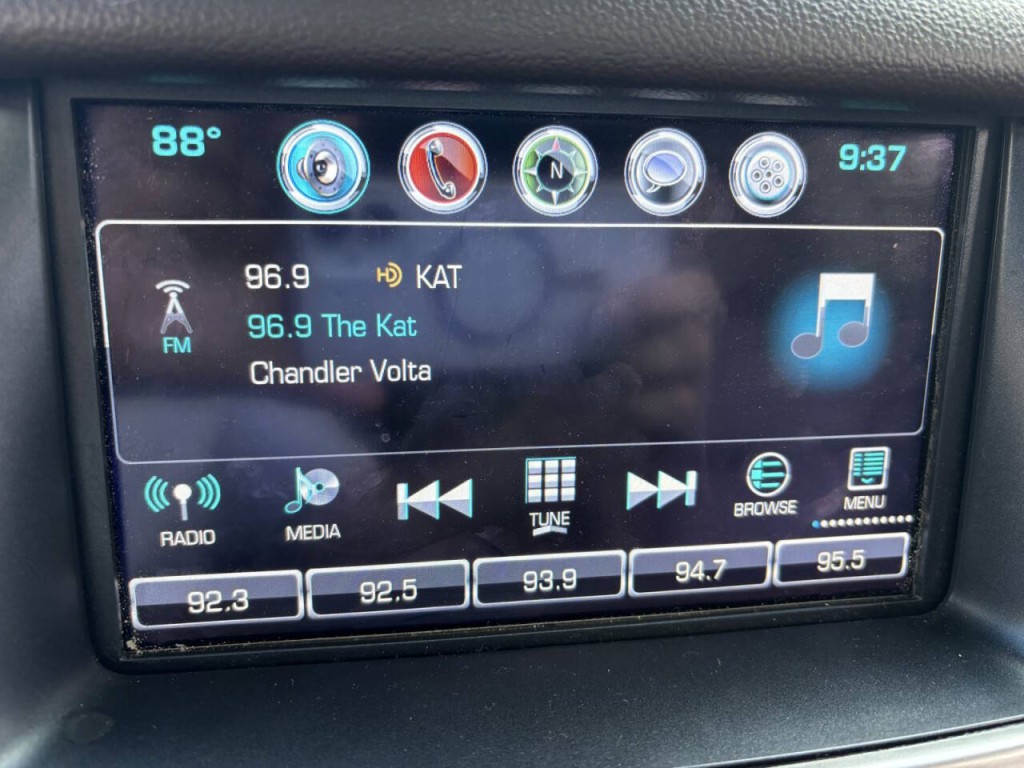 88°
N
9:37
96.9 HD KAT
96.9 The Kat
FM
Chandler Volta
RADIO
MEDIA
TUNE
BROWSE
MENU
92.3
92.5
93.9
94.7
95.5